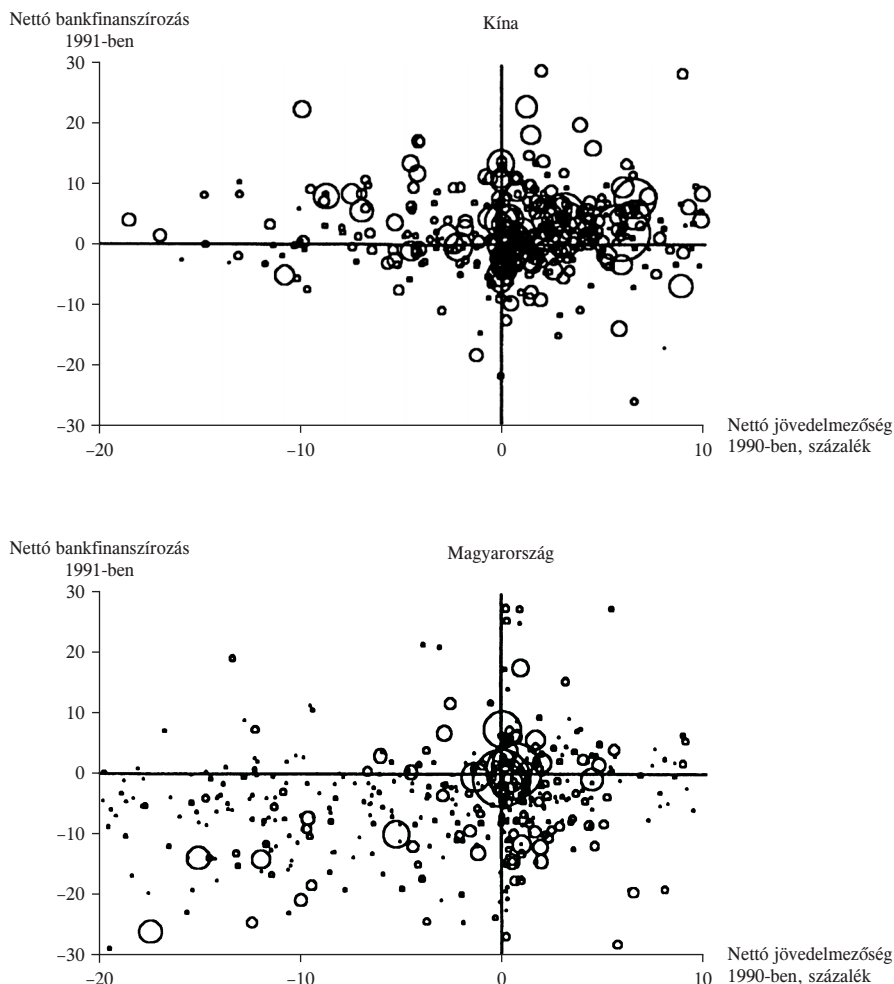 Nettó bankfinanszírozás
1991-ben
Kína
30
20
10
0
–10
–20
–30
–20
–10
0
10
Nettó jövedelmezőség
1990-ben, százalék
Nettó bankfinanszírozás
1991-ben
Magyarország
30
20
10
0
–10
–20
–30
–20
–10
0
10
Nettó jövedelmezőség
1990-ben, százalék